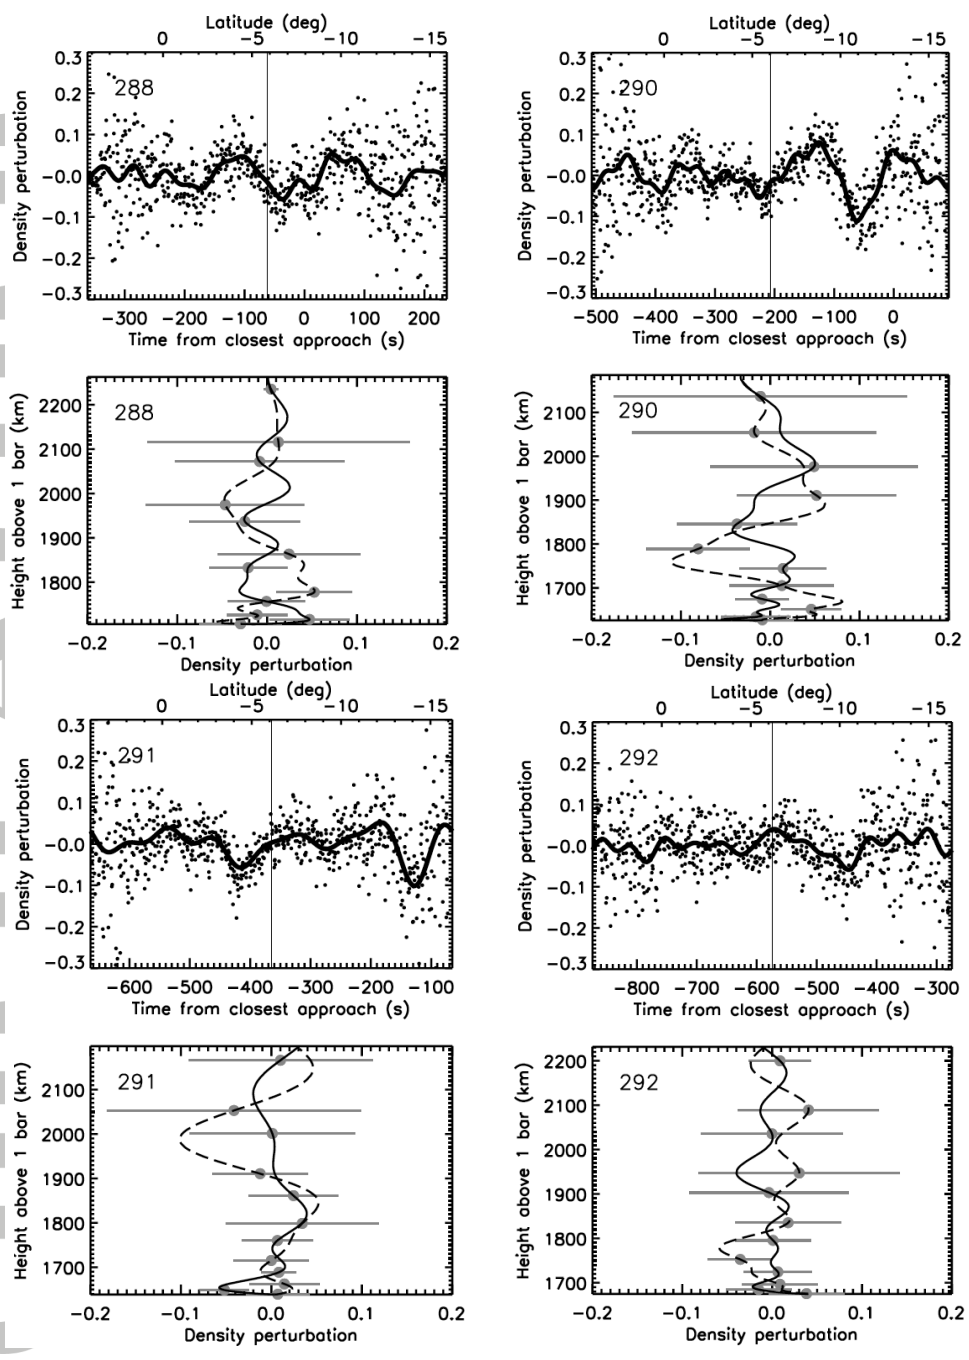 Latitude (deg)
0 −5 −10 −15
0.3
0.2
0.1
−0.0
−0.1
−0.2
−0.3
Density perturbation
288
−300 −200 −100 0 100 200
Time from closest approach (s)
Latitude (deg)
0 −5 −10 −15
0.3
0.2
0.1
−0.0
−0.1
−0.2
−0.3
Density perturbation
290
−500 −400 −300 −200 −100 0
Time from closest approach (s)
2200
2100
2000
1900
1800
Height above 1 bar (km)
288
−0.2 −0.1 0.0 0.1 0.2
Density perturbation
2100
2000
1900
1800
1700
Height above 1 bar (km)
290
−0.2 −0.1 0.0 0.1 0.2
Density perturbation
Latitude (deg)
0 −5 −10 −15
0.3
0.2
0.1
−0.0
−0.1
−0.2
−0.3
Density perturbation
291
−600 −500 −400 −300 −200 −100
Time from closest approach (s)
Latitude (deg)
0 −5 −10 −15
0.3
0.2
0.1
−0.0
−0.1
−0.2
−0.3
Density perturbation
292
−800 −700 −600 −500 −400 −300
Time from closest approach (s)
2100
2000
1900
1800
1700
Height above 1 bar (km)
291
−0.2 −0.1 0.0 0.1 0.2
Density perturbation
2200
2100
2000
1900
1800
1700
Height above 1 bar (km)
292
−0.2 −0.1 0.0 0.1 0.2
Density perturbation